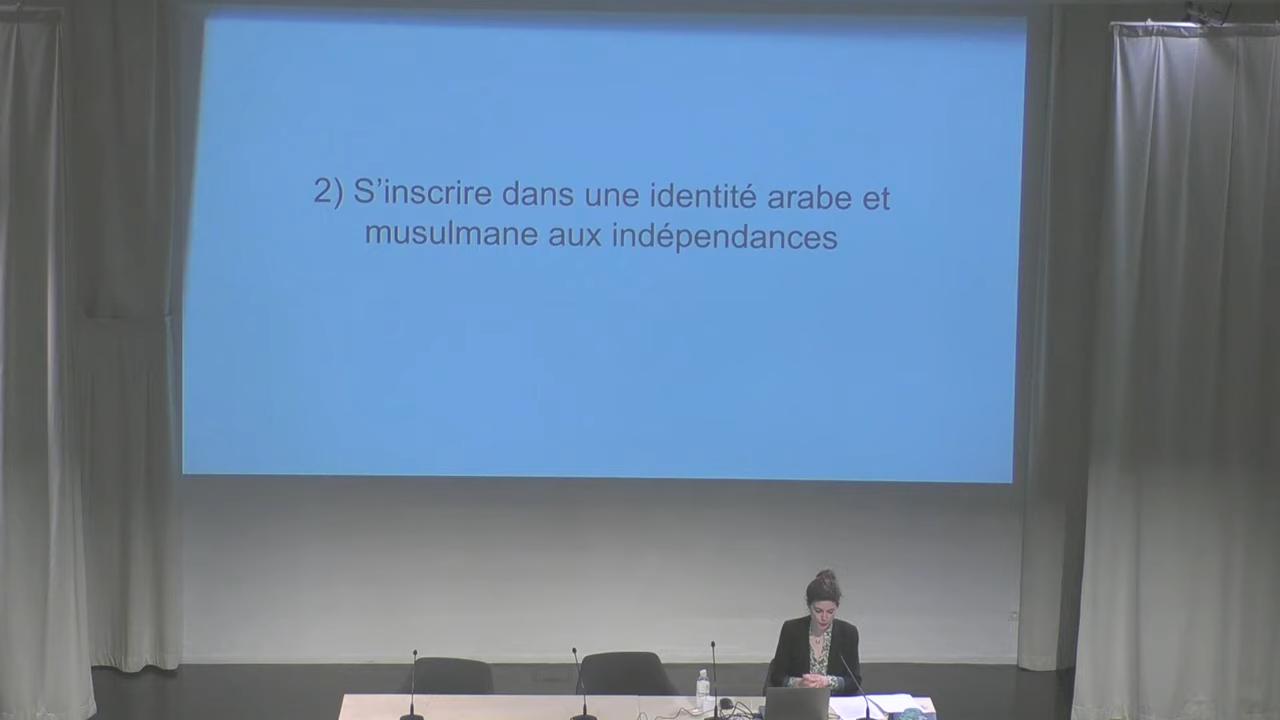 2) S’inscrire dans une identité arabe et
musulmane aux indépendances